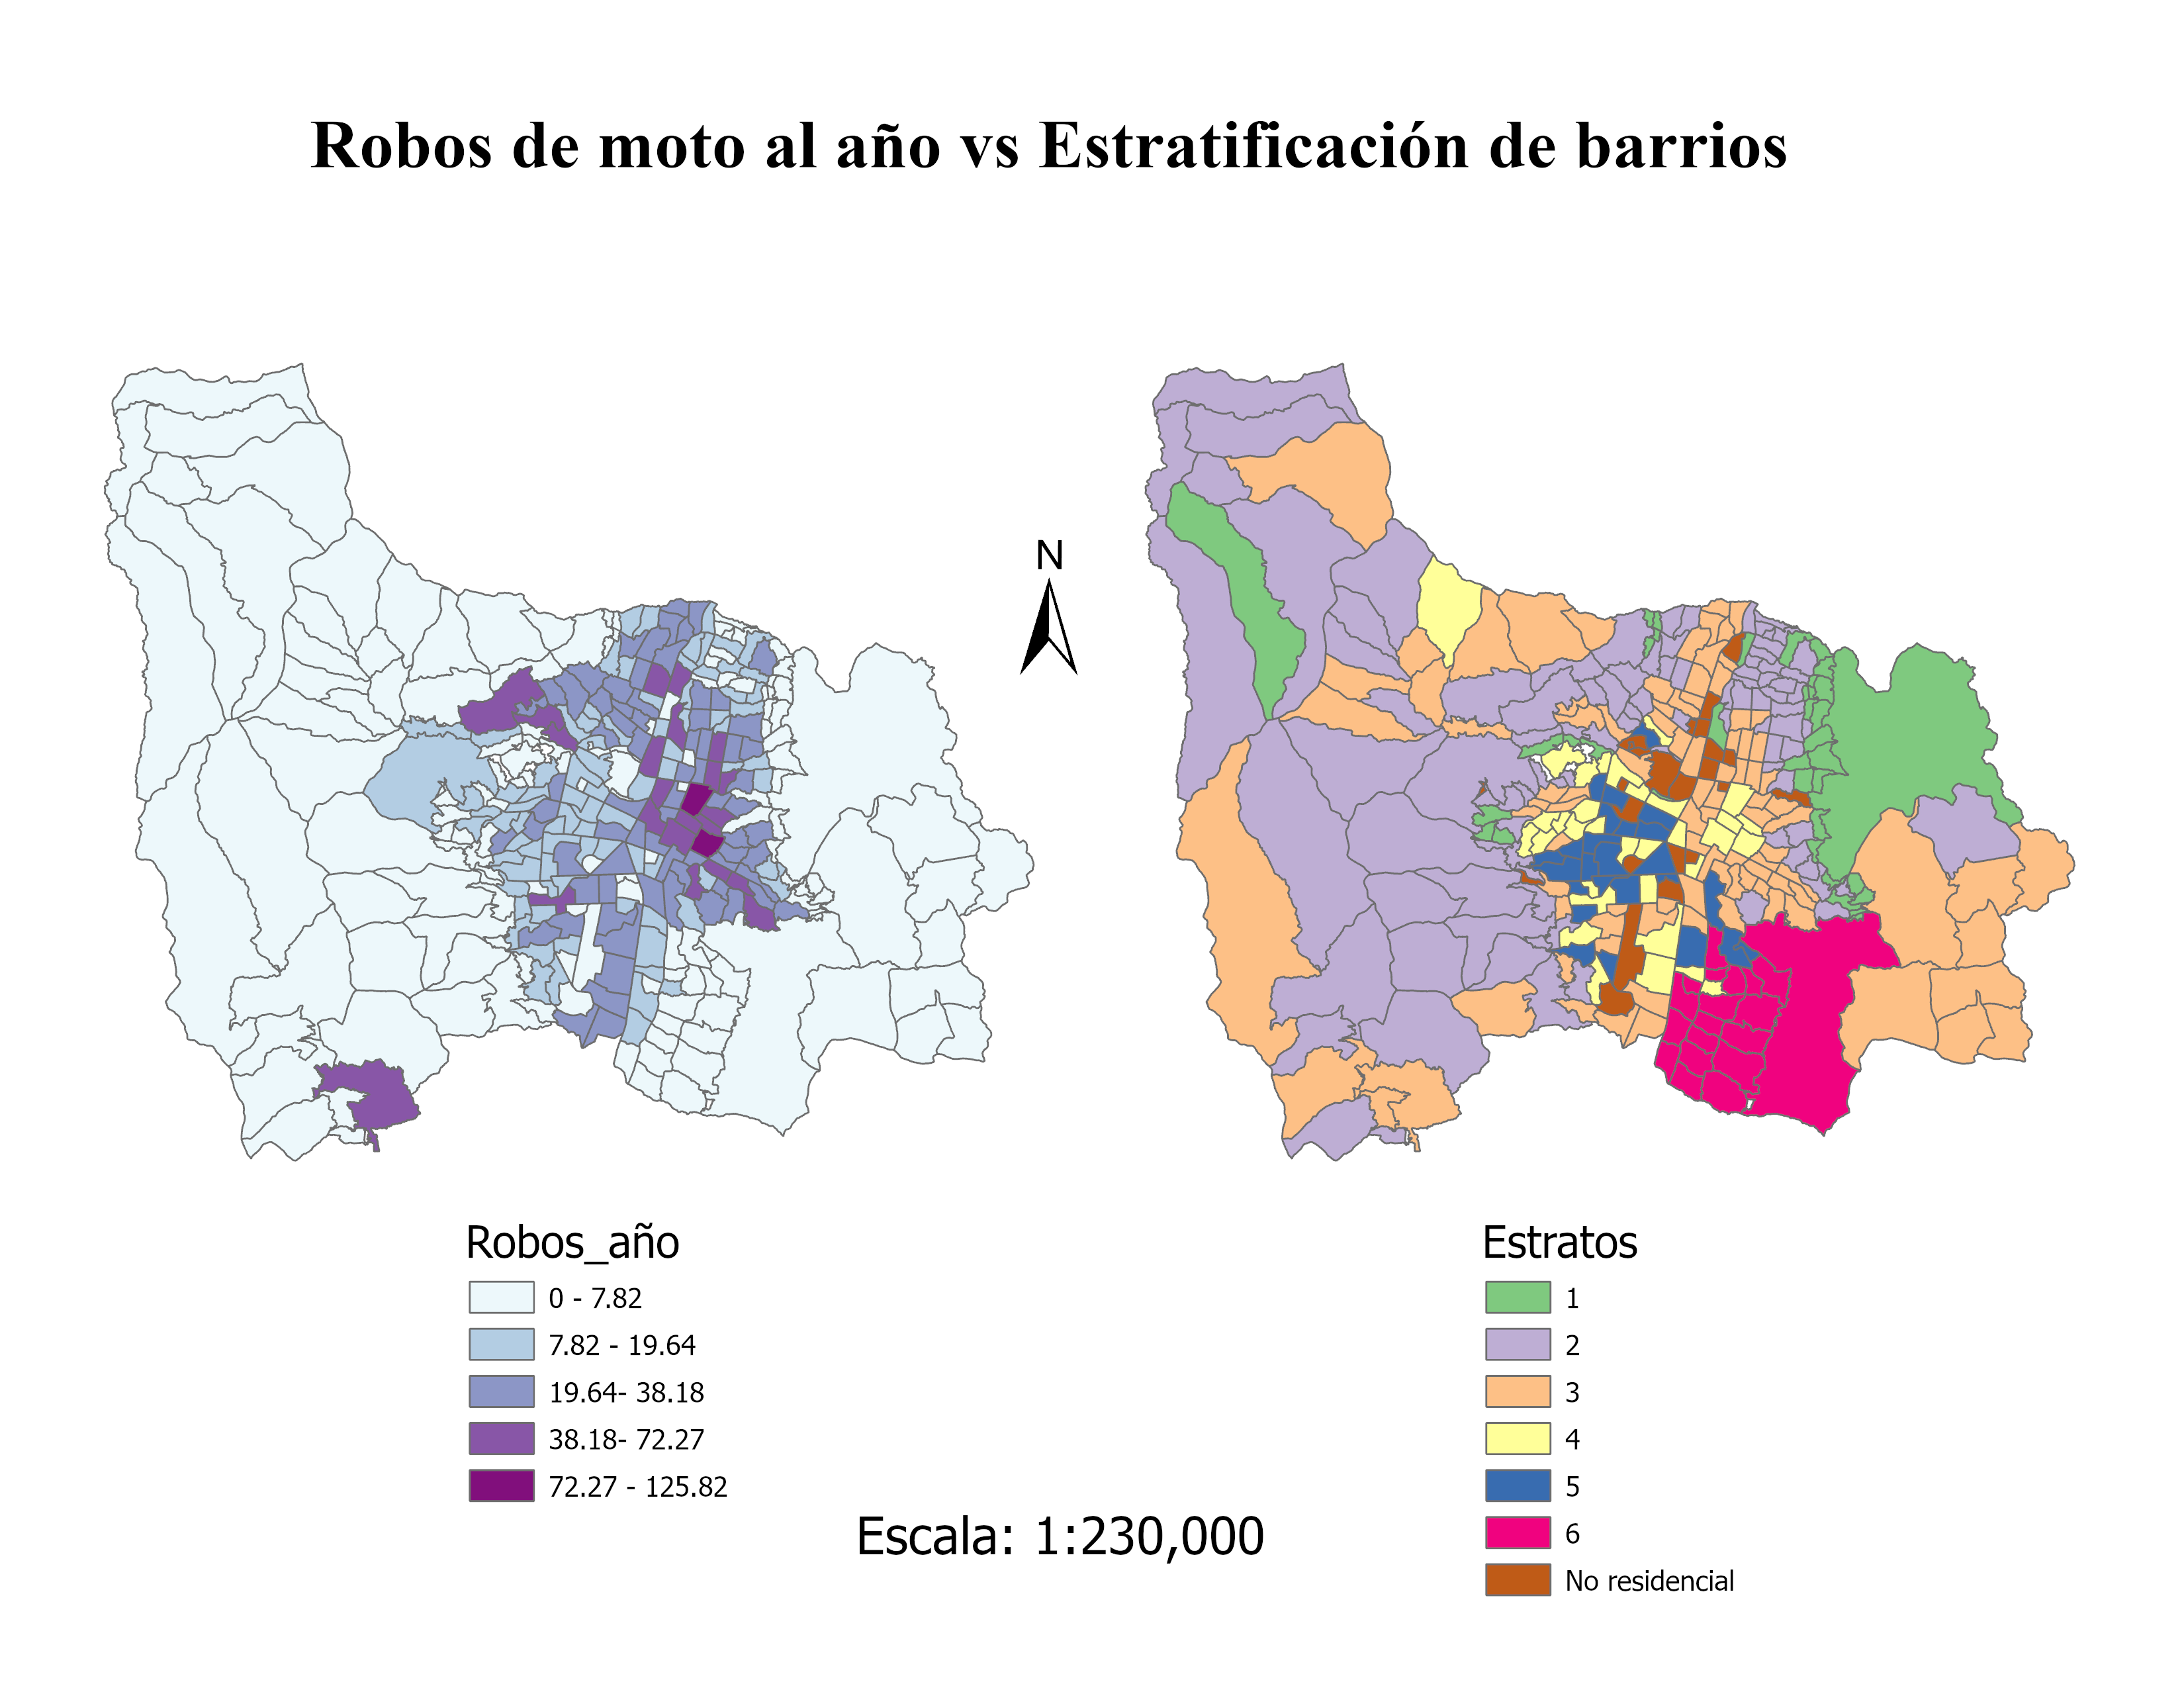 Robos de moto al año vs Estratificación de barrios
N
Robos_año
0 - 7.82
7.82 - 19.64
19.64- 38.18
38.18- 72.27
72.27 - 125.82
Estratos
1
2
3
4
5
6
No residencial
Escala: 1:230,000